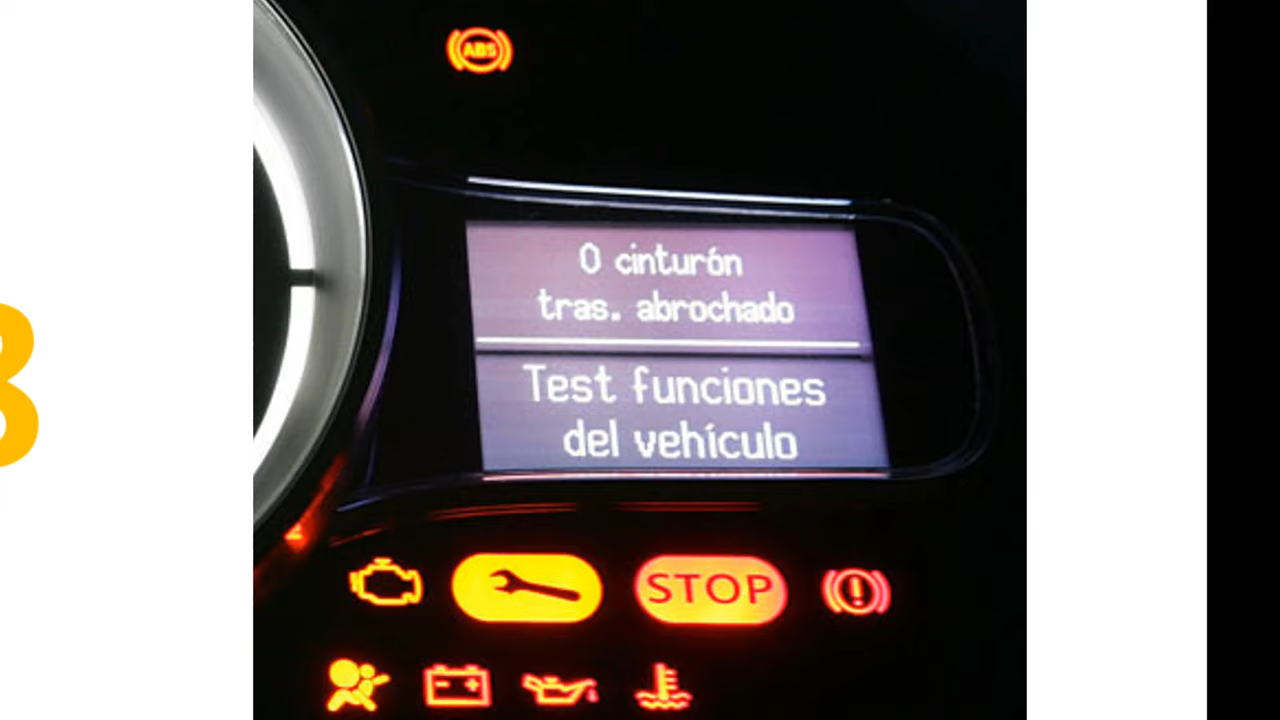 ABS
0 cinturón
tras. abrochado
Test funciones
del vehículo
STOP